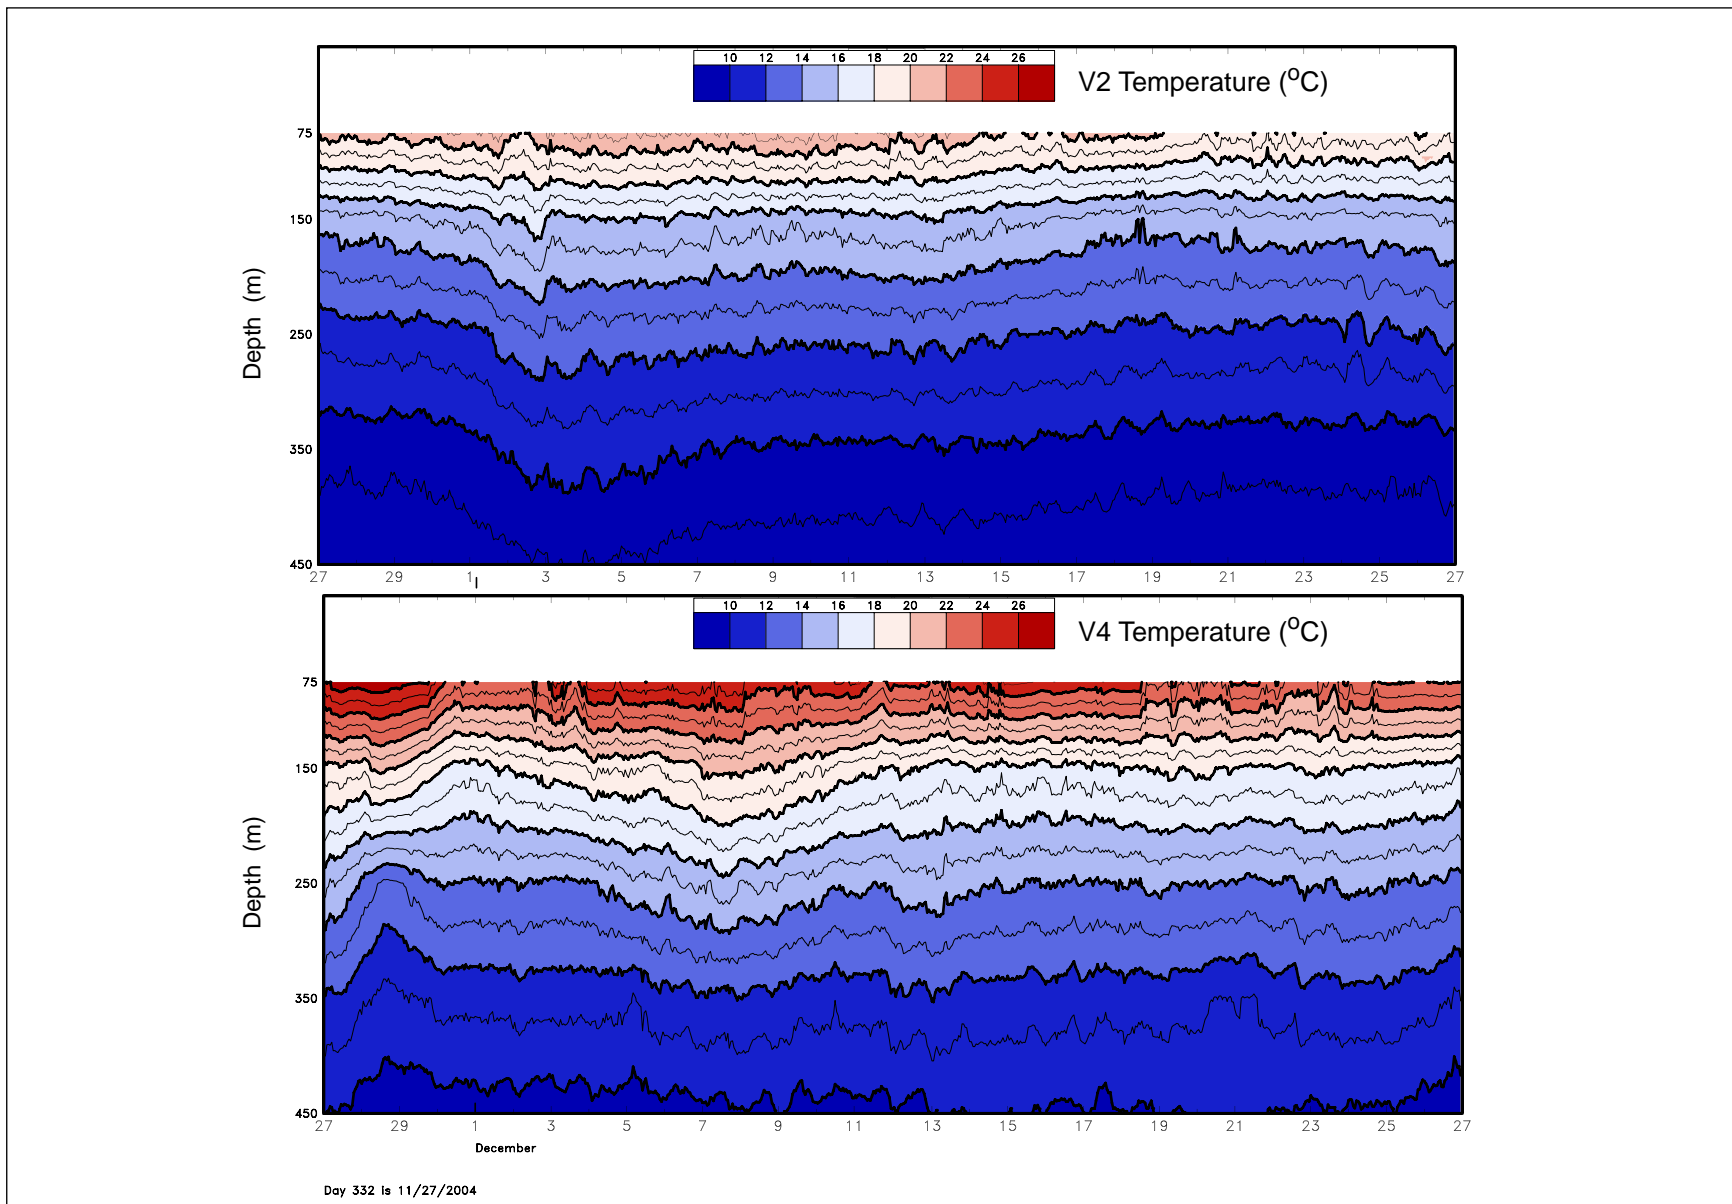 10 12 14 16 18 20 22 24 26
V2 Temperature (°C)
75
150
250
350
450
Depth (m)
27 29 1 3 5 7 9 11 13 15 17 19 21 23 25 27
10 12 14 16 18 20 22 24 26
V4 Temperature (°C)
75
150
250
350
450
Depth (m)
27 29 1 3 5 7 9 11 13 15 17 19 21 23 25 27
December
Day 332 is 11/27/2004